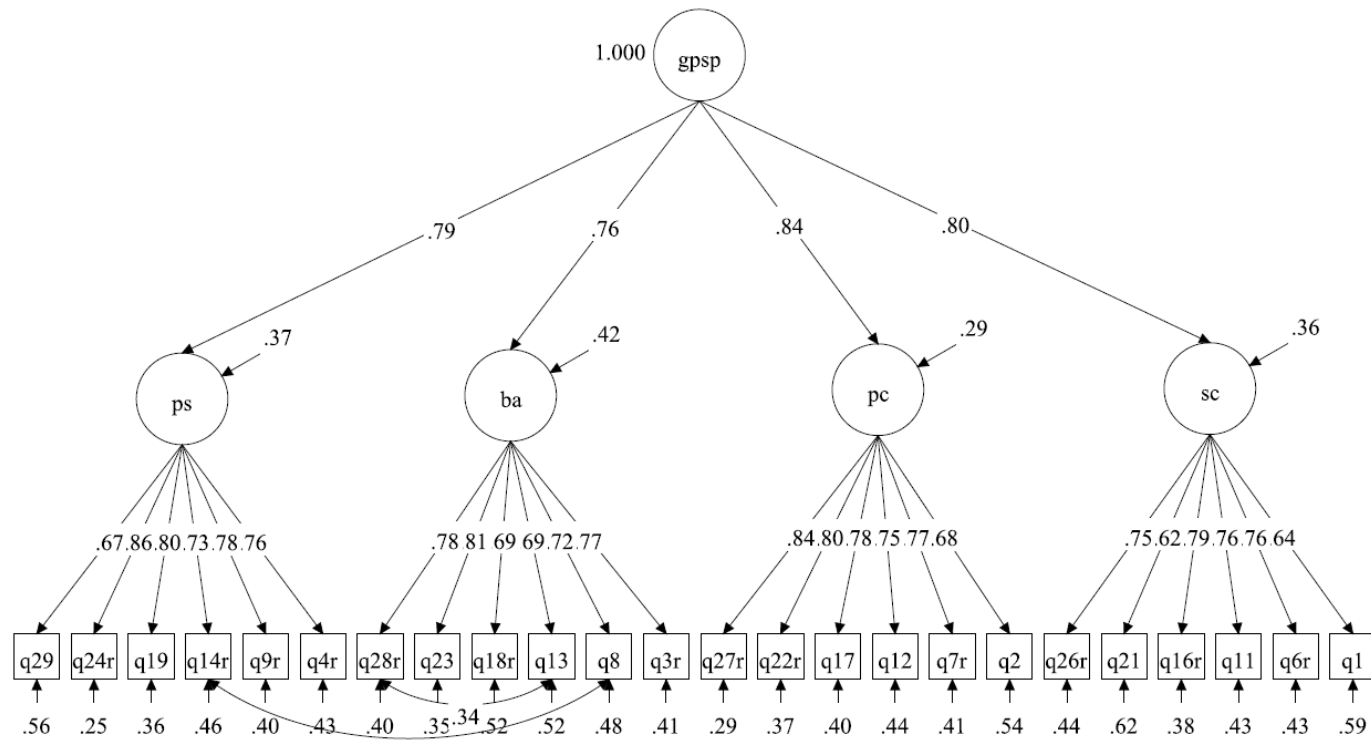 1.000 gpsp
.79 .76 .84 .80
.37 .42 .29 .36
ps ba pc sc
.67 .86 .80 .73 .78 .76 .78 .81 .69 .69 .72 .77 .84 .80 .78 .75 .77 .68 .75 .62 .79 .76 .76 .64
q29 q24r q19 q14r q9r q4r q28r q23 q18r q13 q8 q3r q27r q22r q17 q12 q7r q2 q26r q21 q16r q11 q6r q1
.34
.56 .25 .36 .46 .40 .43 .40 .35 .52 .52 .48 .41 .29 .37 .40 .44 .41 .54 .44 .62 .38 .43 .43 .59